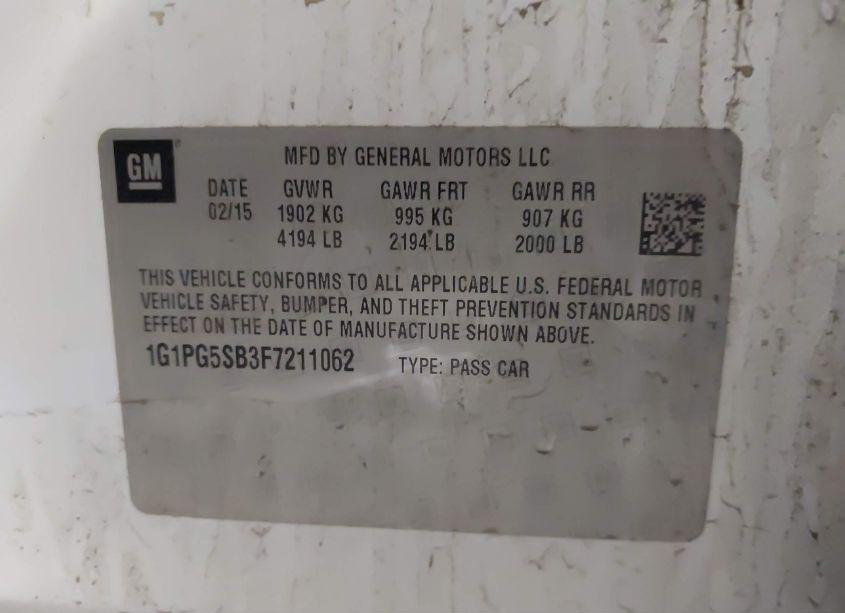 GM
MFD BY GENERAL MOTORS LLC
DATE GVWR GAWR FRT GAWR RR
02/15 1902 KG 995 KG 907 KG
4194 LB 2194 LB 2000 LB
THIS VEHICLE CONFORMS TO ALL APPLICABLE U.S. FEDERAL MOTOR
VEHICLE SAFETY, BUMPER, AND THEFT PREVENTION STANDARDS IN
EFFECT ON THE DATE OF MANUFACTURE SHOWN ABOVE.
1G1PG5SB3F7211062 TYPE: PASS CAR